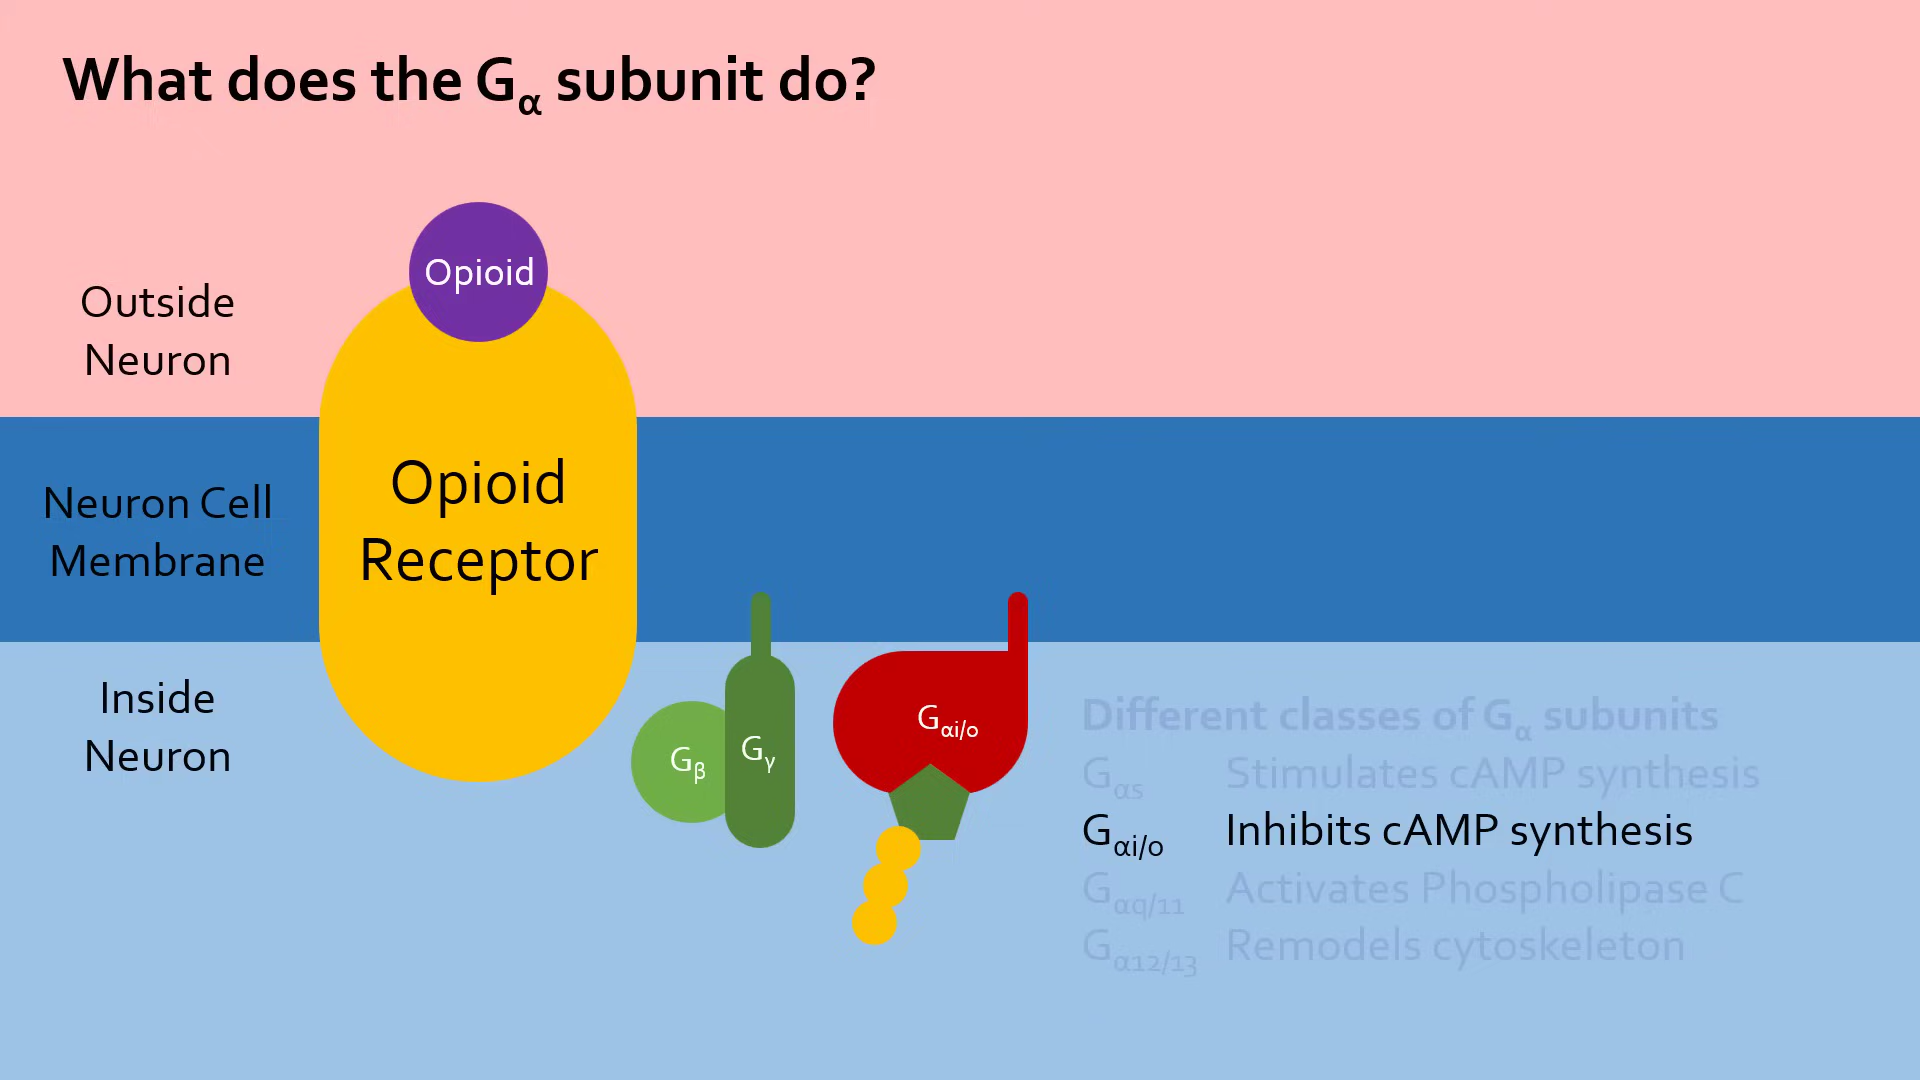 What does the Gα subunit do?
Opioid
Outside
Neuron
Opioid
Receptor
Neuron Cell
Membrane
Inside
Neuron
Gβ
Gγ
Gαi/o
Different classes of Gα subunits
Gαs Stimulates cAMP synthesis
Gαi/o Inhibits cAMP synthesis
Gαq/11 Activates Phospholipase C
Gα12/13 Remodels cytoskeleton